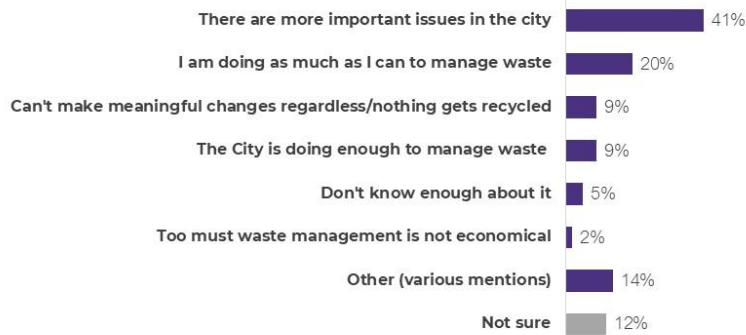 There are more important issues in the city 41%
I am doing as much as I can to manage waste 20%
Can't make meaningful changes regardless/nothing gets recycled 9%
The City is doing enough to manage waste 9%
Don't know enough about it 5%
Too must waste management is not economical 2%
Other (various mentions) 14%
Not sure 12%